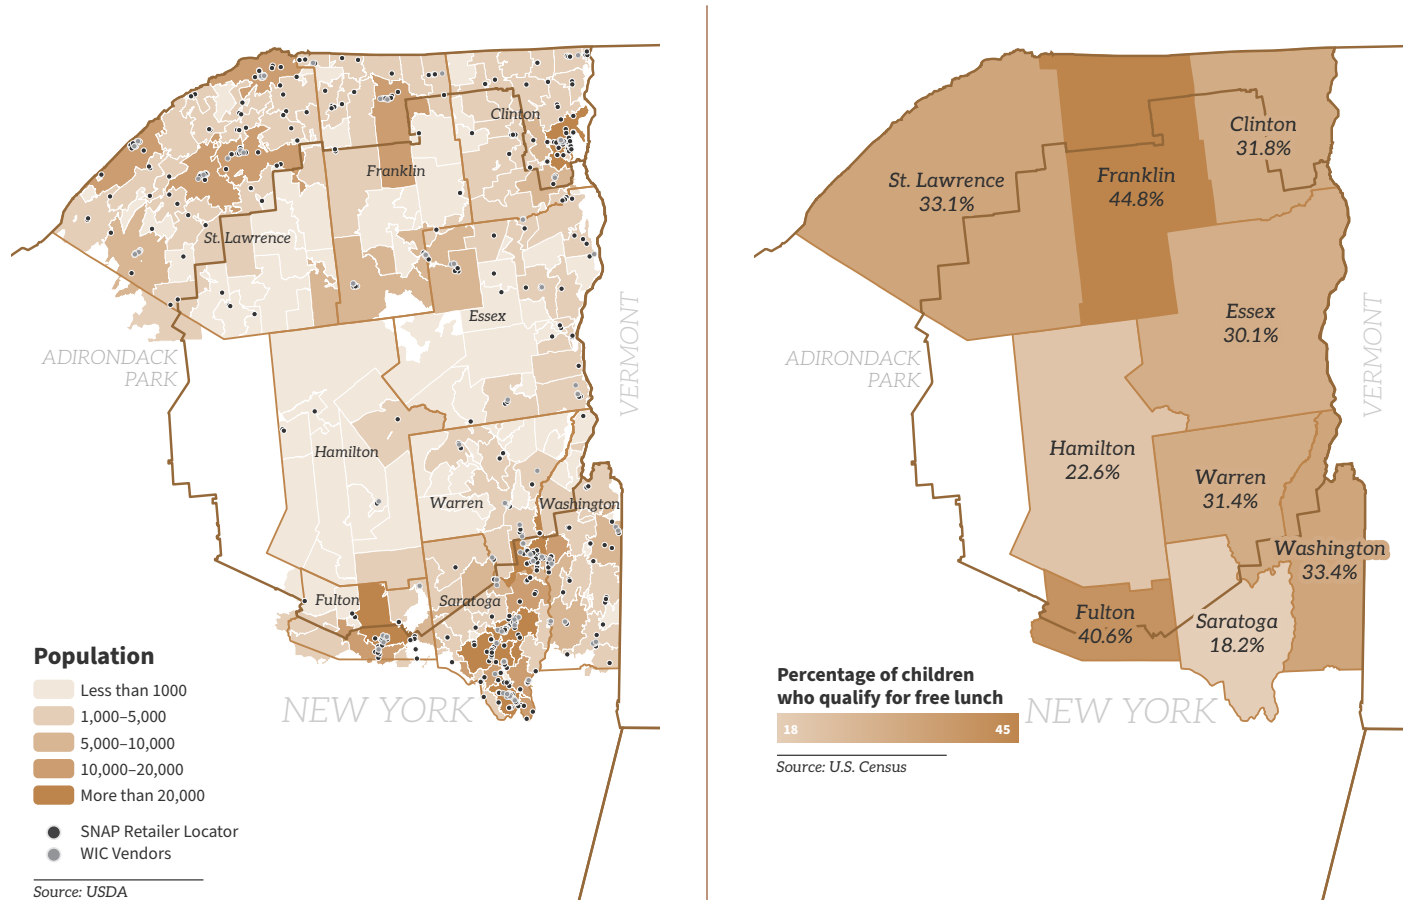 Clinton
Franklin
St. Lawrence
Essex
ADIRONDACK
PARK
VERMONT
Hamilton
Warren
Washington
Fulton
Saratoga
NEW YORK
Population
Less than 1000
1,000–5,000
5,000–10,000
10,000–20,000
More than 20,000
SNAP Retailer Locator
WIC Vendors
Source: USDA
Clinton
31.8%
Franklin
44.8%
St. Lawrence
33.1%
Essex
30.1%
ADIRONDACK
PARK
VERMONT
Hamilton
22.6%
Warren
31.4%
Washington
33.4%
Fulton
40.6%
Saratoga
18.2%
NEW YORK
Percentage of children
who qualify for free lunch
18 45
Source: U.S. Census